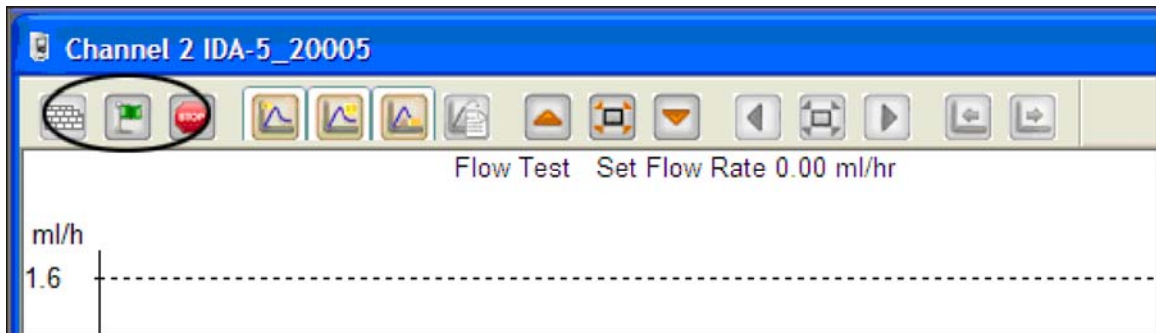 Channel 2 IDA-5_20005
STOP
Flow Test Set Flow Rate 0.00 ml/hr
ml/h
1.6